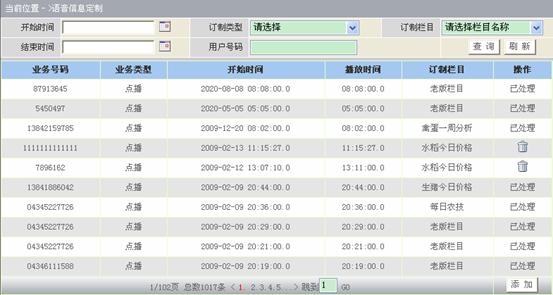 当前位置 - >语音信息定制
开始时间 订制类型 请选择 订制栏目 请选择栏目名称
结束时间 用户号码 查 询 刷 新
业务号码 业务类型 开始时间 播放时间 订制栏目 操作
87913645 点播 2020-08-08 08:08:00.0 08:08:00.0 老版栏目 已处理
5450497 点播 2020-05-05 05:05:00.0 05:05:00.0 老版栏目 已处理
13842159785 点播 2009-12-20 08:02:00.0 08:02:00.0 禽蛋一周分析 已处理
1111111111111 点播 2009-02-13 11:15:27.0 11:15:27.0 水稻今日价格
7896162 点播 2009-02-12 13:07:10.0 13:11:00.0 水稻今日价格
13841886042 点播 2009-02-09 20:44:00.0 20:44:00.0 生猪今日价格 已处理
04345227726 点播 2009-02-09 20:36:00.0 20:36:00.0 每日农技 已处理
04345227726 点播 2009-02-09 20:29:00.0 20:29:00.0 老版栏目 已处理
04345227726 点播 2009-02-09 20:21:00.0 20:21:00.0 老版栏目 已处理
04346111588 点播 2009-02-09 20:19:00.0 20:19:00.0 老版栏目 已处理
1/102页 总数1017条 < 1. 2.3.4.5...> 跳到 1 GO 添 加